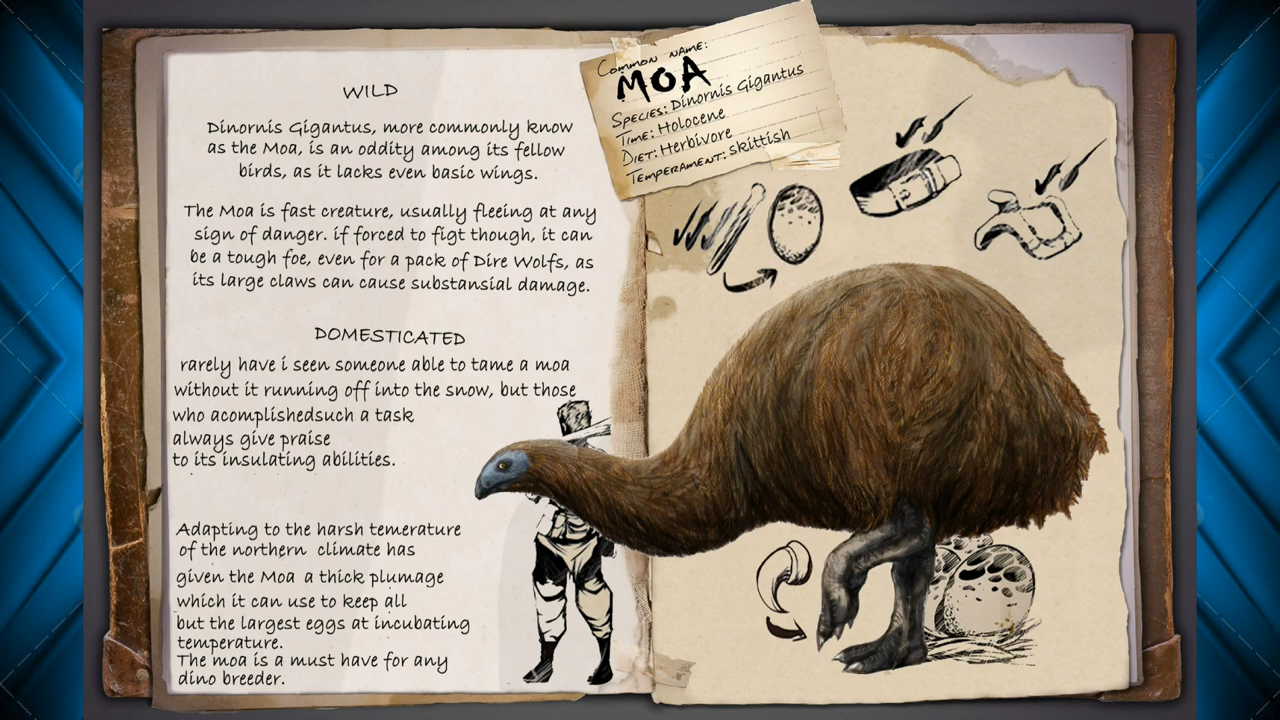 WILD
Dinornis Gigantus, more commonly know
as the Moa, is an oddity among its fellow
birds, as it lacks even basic wings.
The Moa is fast creature, usually fleeing at any
sign of danger. if forced to figt though, it can
be a tough foe, even for a pack of Dire Wolfs, as
its large claws can cause substansial damage.
DOMESTICATED
rarely have i seen someone able to tame a moa
without it running off into the snow, but those
who acomplishedsuch a task
always give praise
to its insulating abilities.
Adapting to the harsh temerature
of the northern climate has
given the Moa a thick plumage
which it can use to keep all
but the largest eggs at incubating
temperature.
The moa is a must have for any
dino breeder.
Common name:
MOA
Species: Dinornis Gigantus
Time: Holocene
Diet: Herbivore
Temperament: skittish